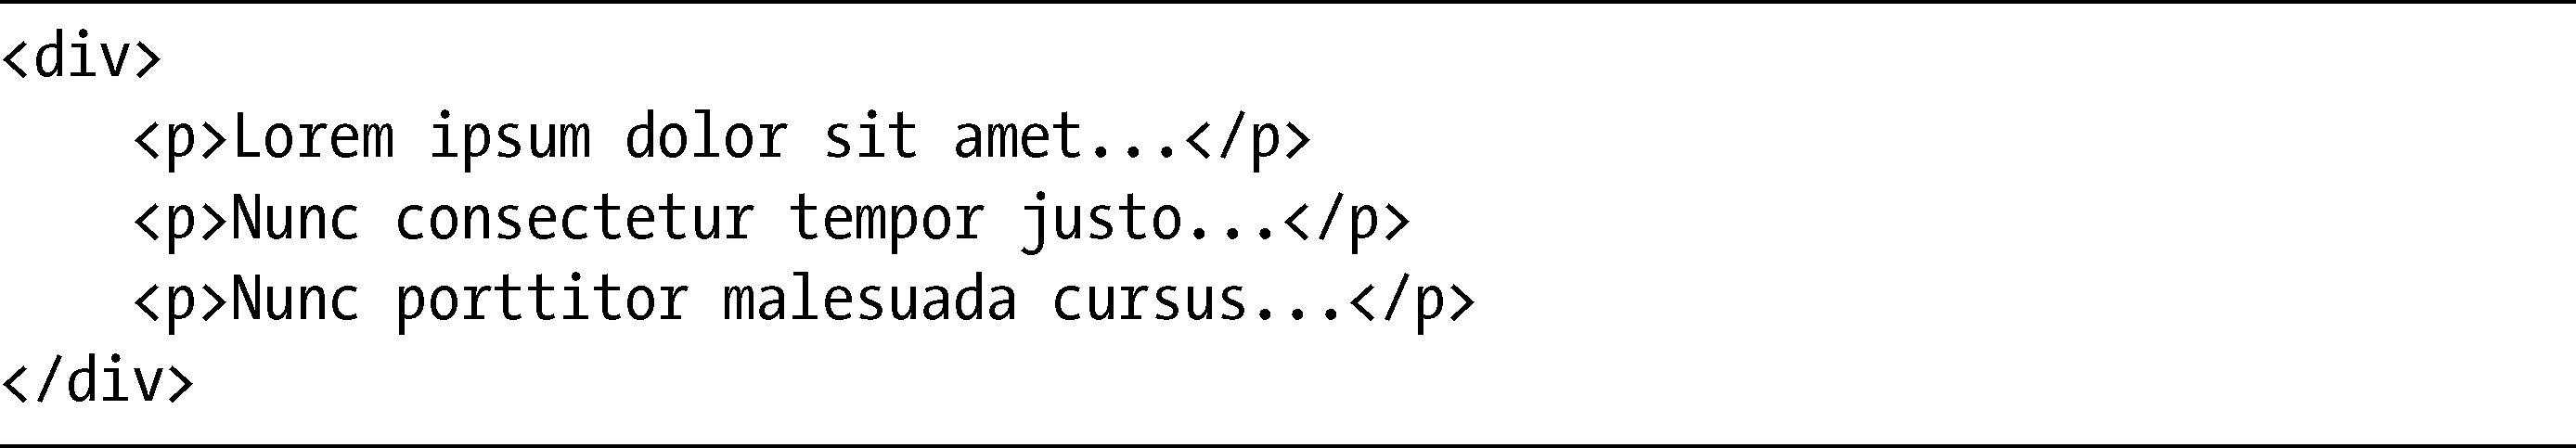 <div>
    <p>Lorem ipsum dolor sit amet...</p>
    <p>Nunc consectetur tempor justo...</p>
    <p>Nunc porttitor malesuada cursus...</p>
</div>